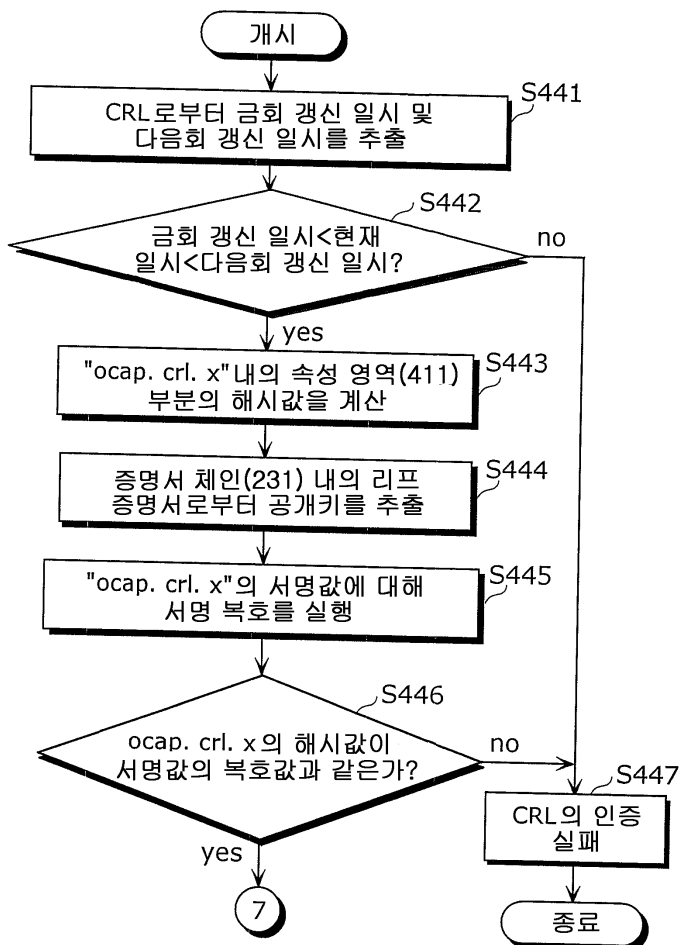 개시
S441
CRL로부터 금회 갱신 일시 및
다음회 갱신 일시를 추출
S442
금회 갱신 일시<현재
일시<다음회 갱신 일시?
no
yes
S443
"ocap. crl. x"내의 속성 영역(411)
부분의 해시값을 계산
S444
증명서 체인(231) 내의 리프
증명서로부터 공개키를 추출
S445
"ocap. crl. x"의 서명값에 대해
서명 복호를 실행
S446
ocap. crl. x의 해시값이
서명값의 복호값과 같은가?
no
yes
S447
CRL의 인증
실패
7
종료